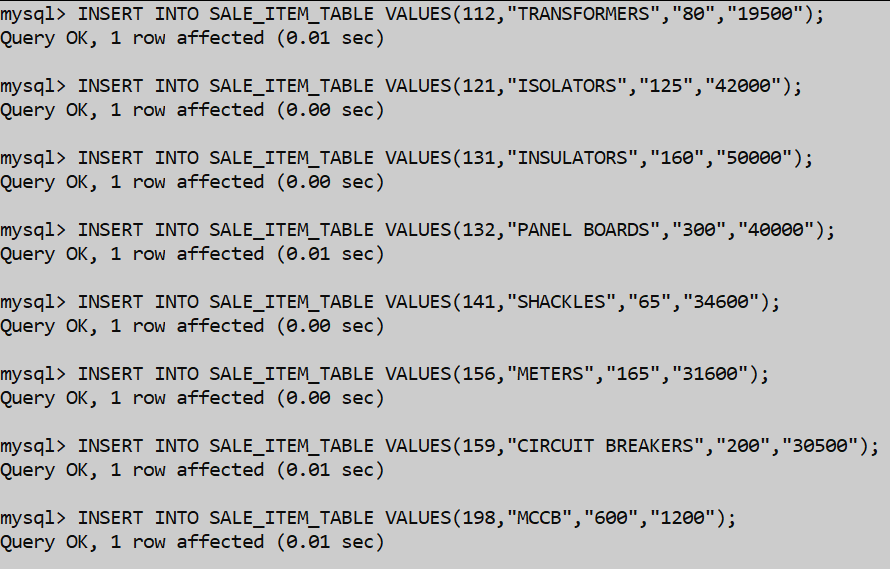 mysql> INSERT INTO SALE_ITEM_TABLE VALUES(112,"TRANSFORMERS","80","19500");
Query OK, 1 row affected (0.01 sec)
mysql> INSERT INTO SALE_ITEM_TABLE VALUES(121,"ISOLATORS","125","42000");
Query OK, 1 row affected (0.00 sec)
mysql> INSERT INTO SALE_ITEM_TABLE VALUES(131,"INSULATORS","160","50000");
Query OK, 1 row affected (0.00 sec)
mysql> INSERT INTO SALE_ITEM_TABLE VALUES(132,"PANEL BOARDS","300","40000");
Query OK, 1 row affected (0.01 sec)
mysql> INSERT INTO SALE_ITEM_TABLE VALUES(141,"SHACKLES","65","34600");
Query OK, 1 row affected (0.00 sec)
mysql> INSERT INTO SALE_ITEM_TABLE VALUES(156,"METERS","165","31600");
Query OK, 1 row affected (0.00 sec)
mysql> INSERT INTO SALE_ITEM_TABLE VALUES(159,"CIRCUIT BREAKERS","200","30500");
Query OK, 1 row affected (0.01 sec)
mysql> INSERT INTO SALE_ITEM_TABLE VALUES(198,"MCCB","600","1200");
Query OK, 1 row affected (0.01 sec)